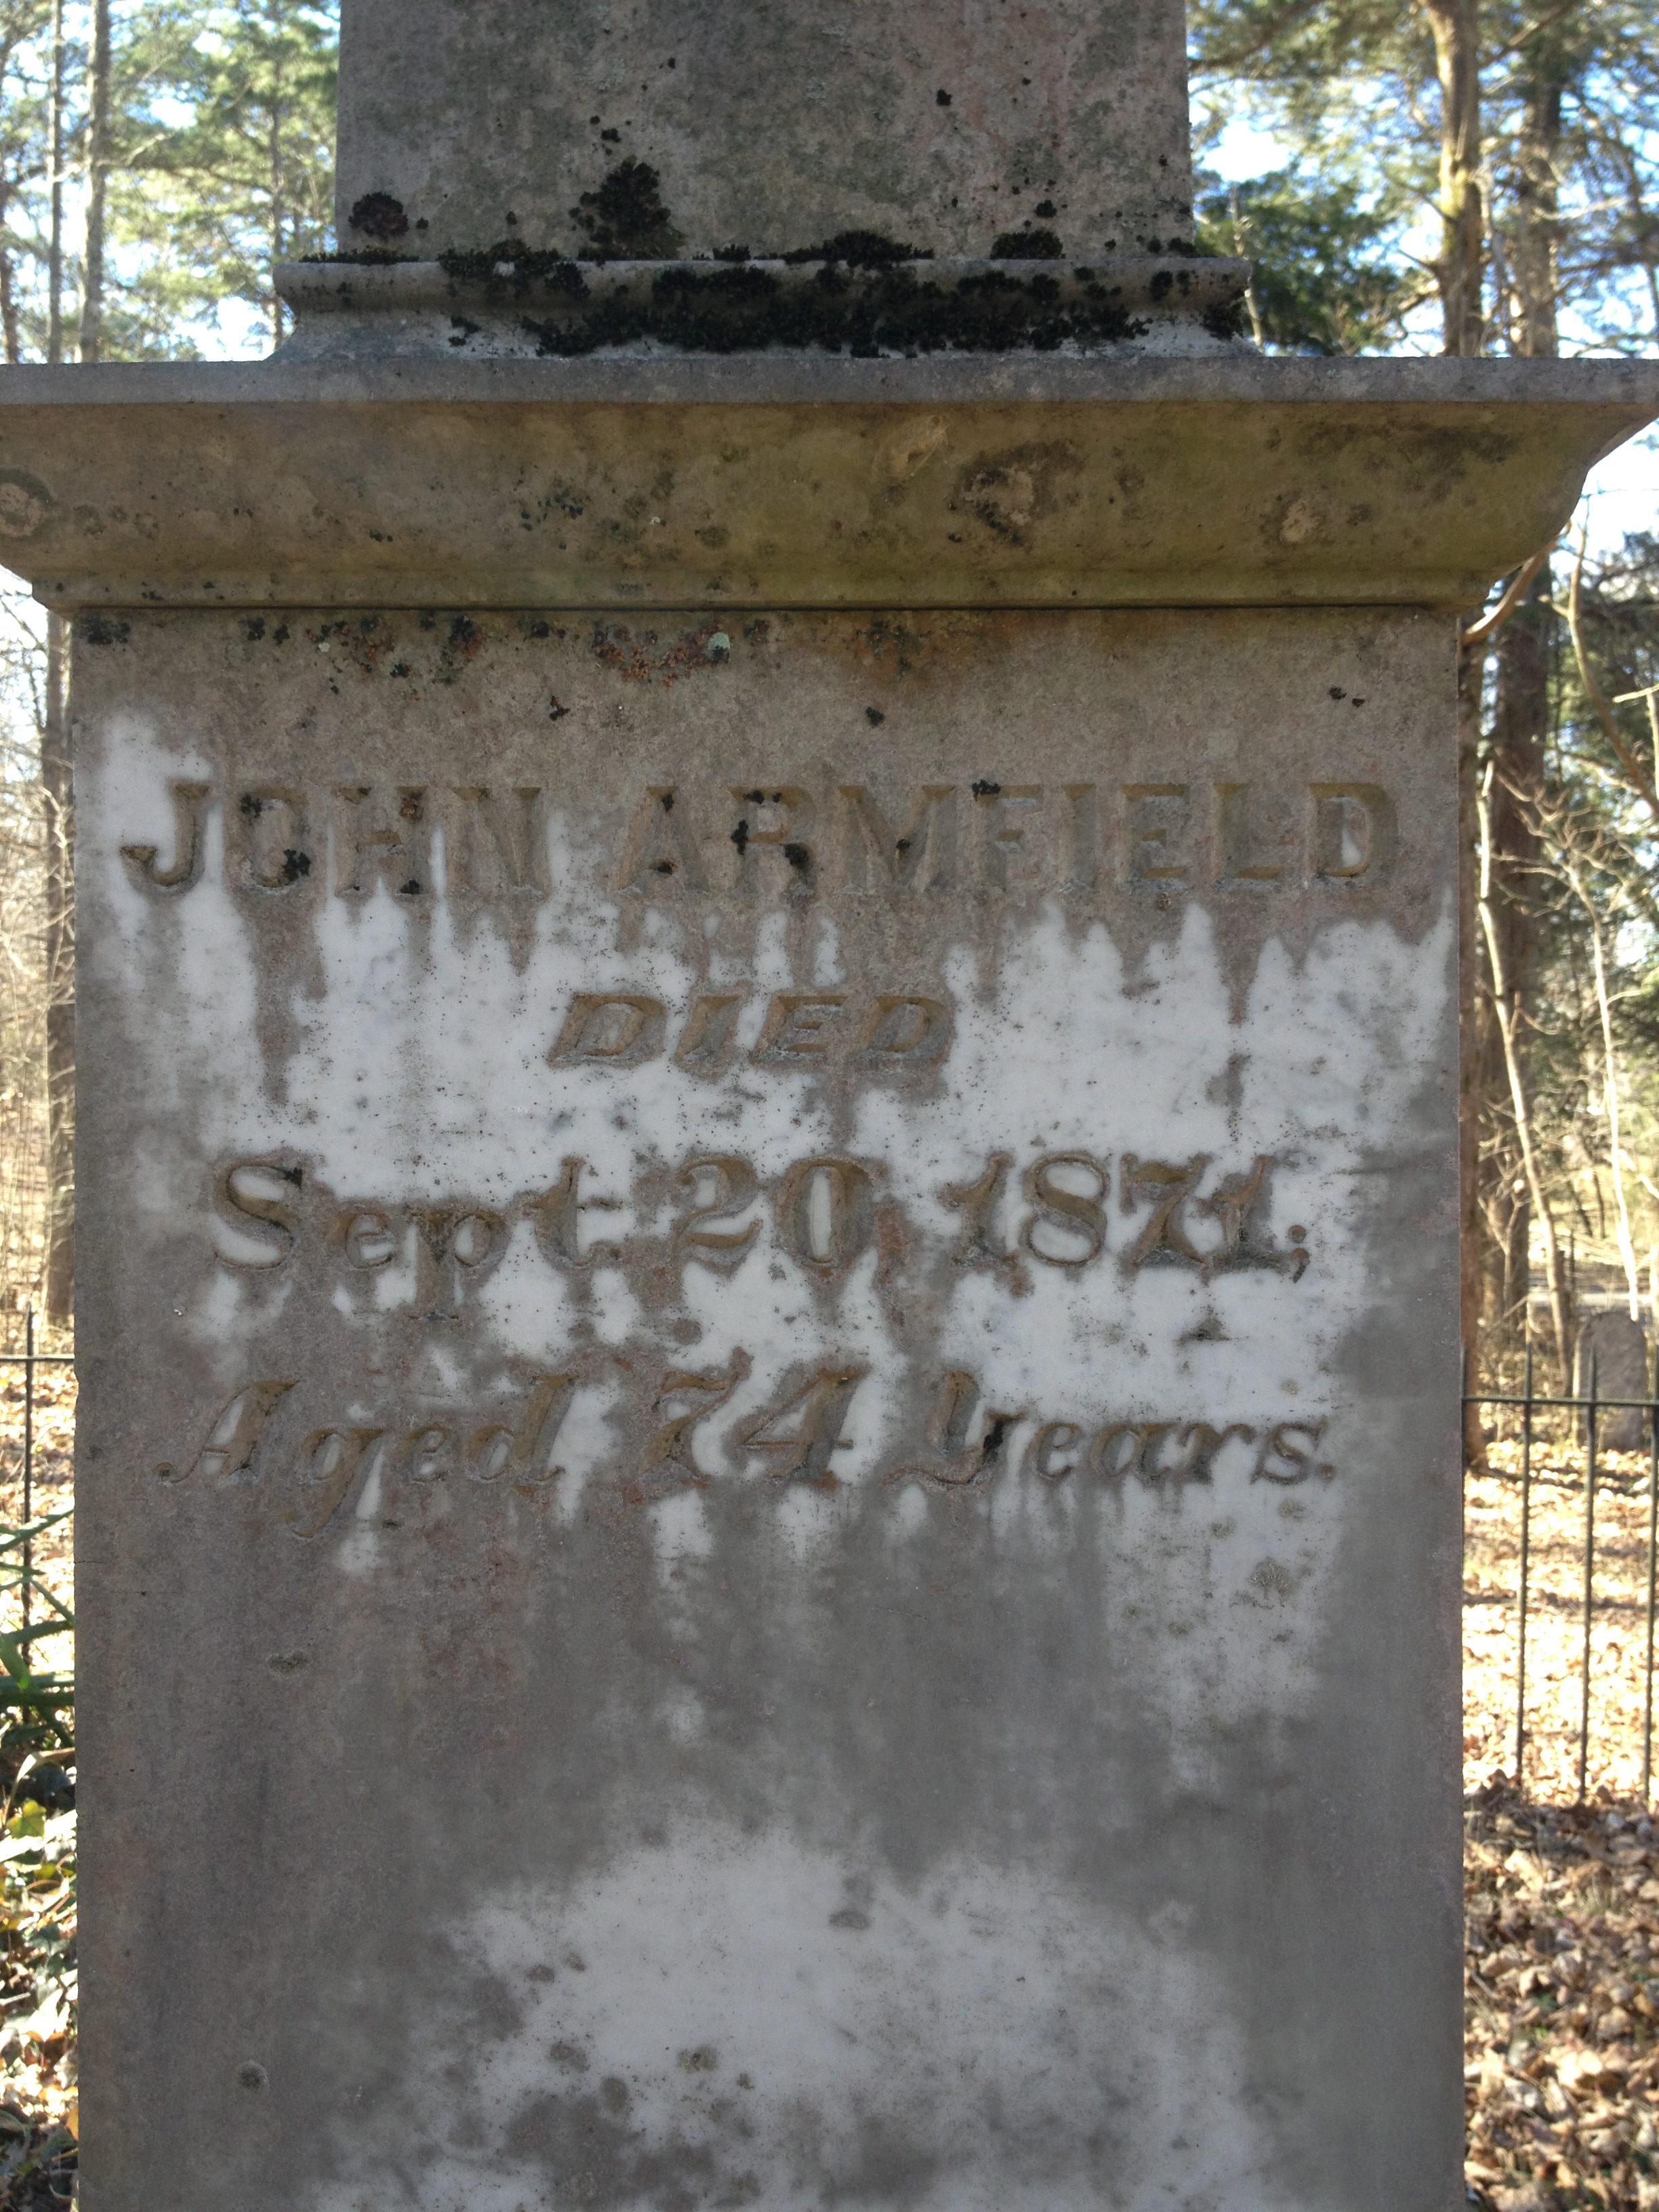 JOHN ARMFIELD
DIED
Sept 20, 1871;
Aged 74 Years.